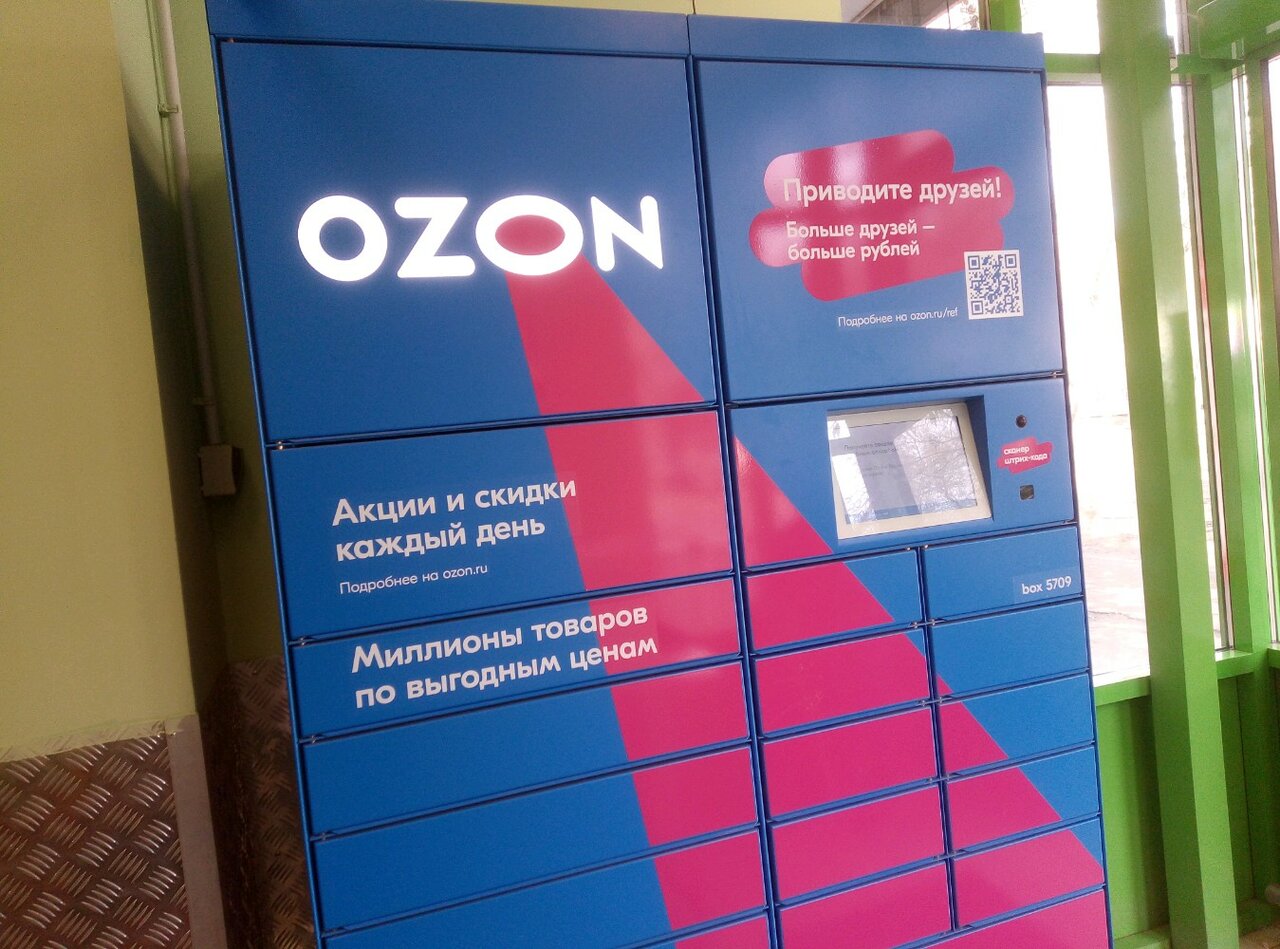 OZON
Приводите друзей!
Больше друзей —
больше рублей
Подробнее на ozon.ru/ref
сканер
штрих-кода
Акции и скидки
каждый день
Подробнее на ozon.ru
box 5709
Миллионы товаров
по выгодным ценам